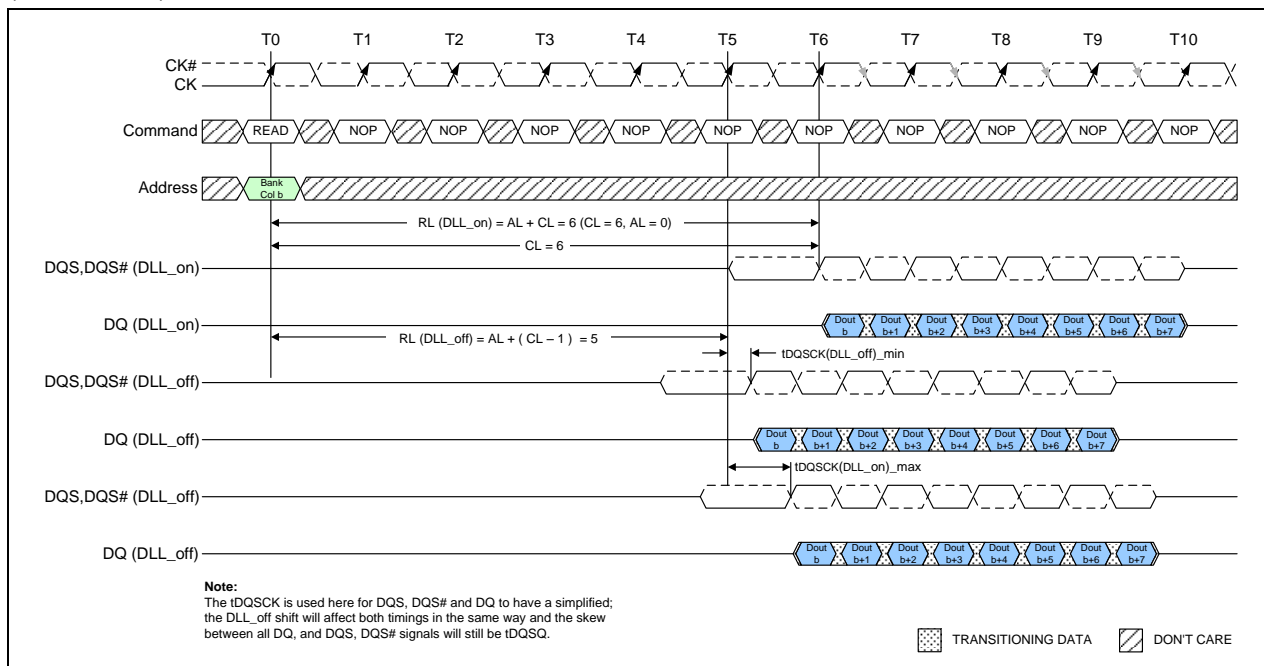 T0 T1 T2 T3 T4 T5 T6 T7 T8 T9 T10
CK#
CK
Command READ NOP NOP NOP NOP NOP NOP NOP NOP NOP NOP
Address Bank
Col b
RL (DLL_on) = AL + CL = 6 (CL = 6, AL = 0)
CL = 6
DQS,DQS# (DLL_on)
DQ (DLL_on) Dout b Dout b+1 Dout b+2 Dout b+3 Dout b+4 Dout b+5 Dout b+6 Dout b+7
RL (DLL_off) = AL + ( CL – 1 ) = 5
tDQSCK(DLL_off)_min
DQS,DQS# (DLL_off)
DQ (DLL_off) Dout b Dout b+1 Dout b+2 Dout b+3 Dout b+4 Dout b+5 Dout b+6 Dout b+7
tDQSCK(DLL_on)_max
DQS,DQS# (DLL_off)
DQ (DLL_off) Dout b Dout b+1 Dout b+2 Dout b+3 Dout b+4 Dout b+5 Dout b+6 Dout b+7
Note:
The tDQSCK is used here for DQS, DQS# and DQ to have a simplified;
the DLL_off shift will affect both timings in the same way and the skew
between all DQ, and DQS, DQS# signals will still be tDQSQ.
TRANSITIONING DATA DON'T CARE